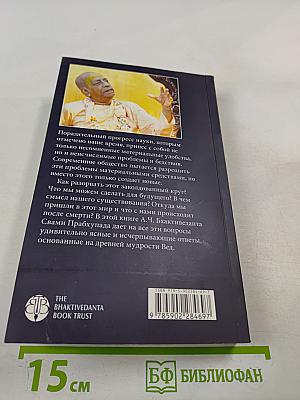 Поразительный прогресс науки, которым
отмечено наше время, принес с собой не
только несомненные материальные удобства,
но и неисчислимые проблемы и бедствия.
Современное общество пытается разрешить
эти проблемы материальными средствами, но
вместо этого только создает новые.
Как разорвать этот заколдованный круг?
Что мы можем сделать для будущего? В чем
смысл нашего существования? Откуда мы
пришли в этот мир и что с нами происходит
после смерти? В этой книге А.Ч. Бхактиведанта
Свами Прабхупада дает на все эти вопросы
удивительно ясные и исчерпывающие ответы,
основанные на древней мудрости Вед.
THE
BHAKTIVEDANTA
BOOK TRUST
9 785902 284697
15 см
БФ БИБЛИОФАН